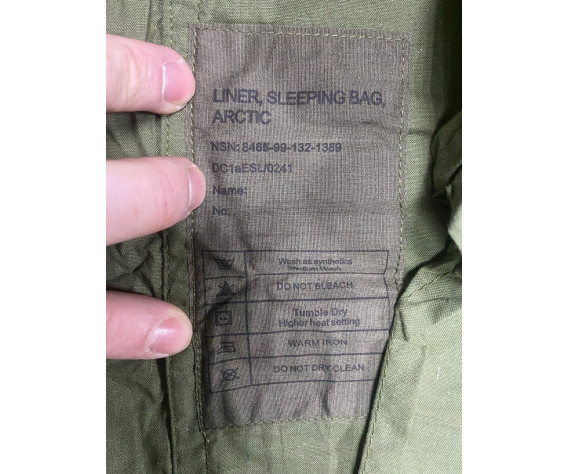 LINER, SLEEPING BAG,
ARCTIC
NSN: 8465-99-132-1389
DC1aESL/0241
Name:
No:
Wash as synthetics
Medium Wash
DO NOT BLEACH
Tumble Dry
Higher heat setting
WARM IRON
DO NOT DRY CLEAN